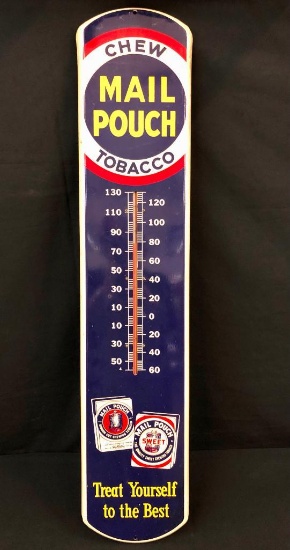 CHEW
MAIL
POUCH
TOBACCO
130 120
110 100
90 80
70 60
50 40
30 20
10 0
10 20
30 40
50 60
MAIL POUCH
MAIL POUCH
SWEET
Treat Yourself
to the Best